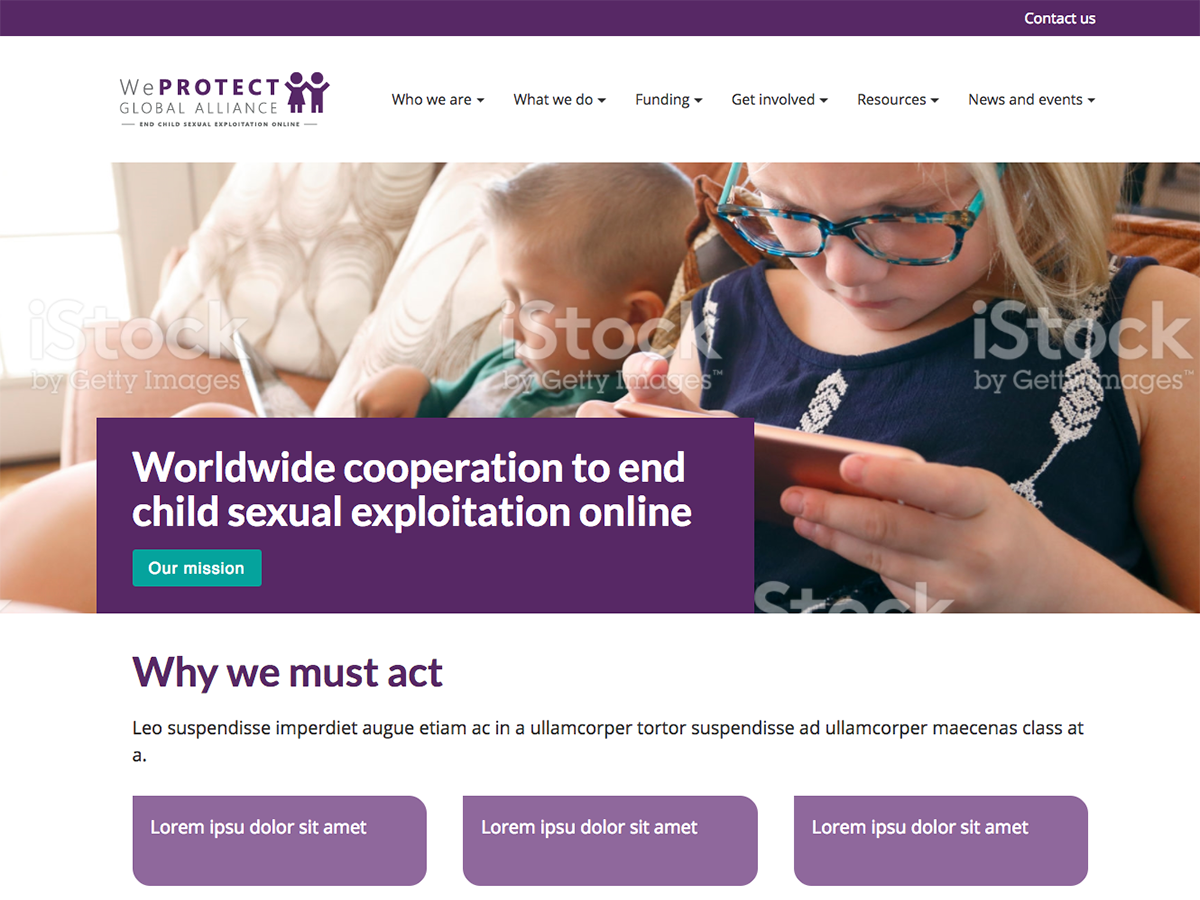 Contact us
WePROTECT
GLOBAL ALLIANCE
END CHILD SEXUAL EXPLOITATION ONLINE
Who we are
What we do
Funding
Get involved
Resources
News and events
iStock
by Getty Images
iStock
by Getty Images™
iStock
by Getty Images™
Worldwide cooperation to end
child sexual exploitation online
Our mission
Stock
Why we must act
Leo suspendisse imperdiet augue etiam ac in a ullamcorper tortor suspendisse ad ullamcorper maecenas class at
a.
Lorem ipsu dolor sit amet
Lorem ipsu dolor sit amet
Lorem ipsu dolor sit amet